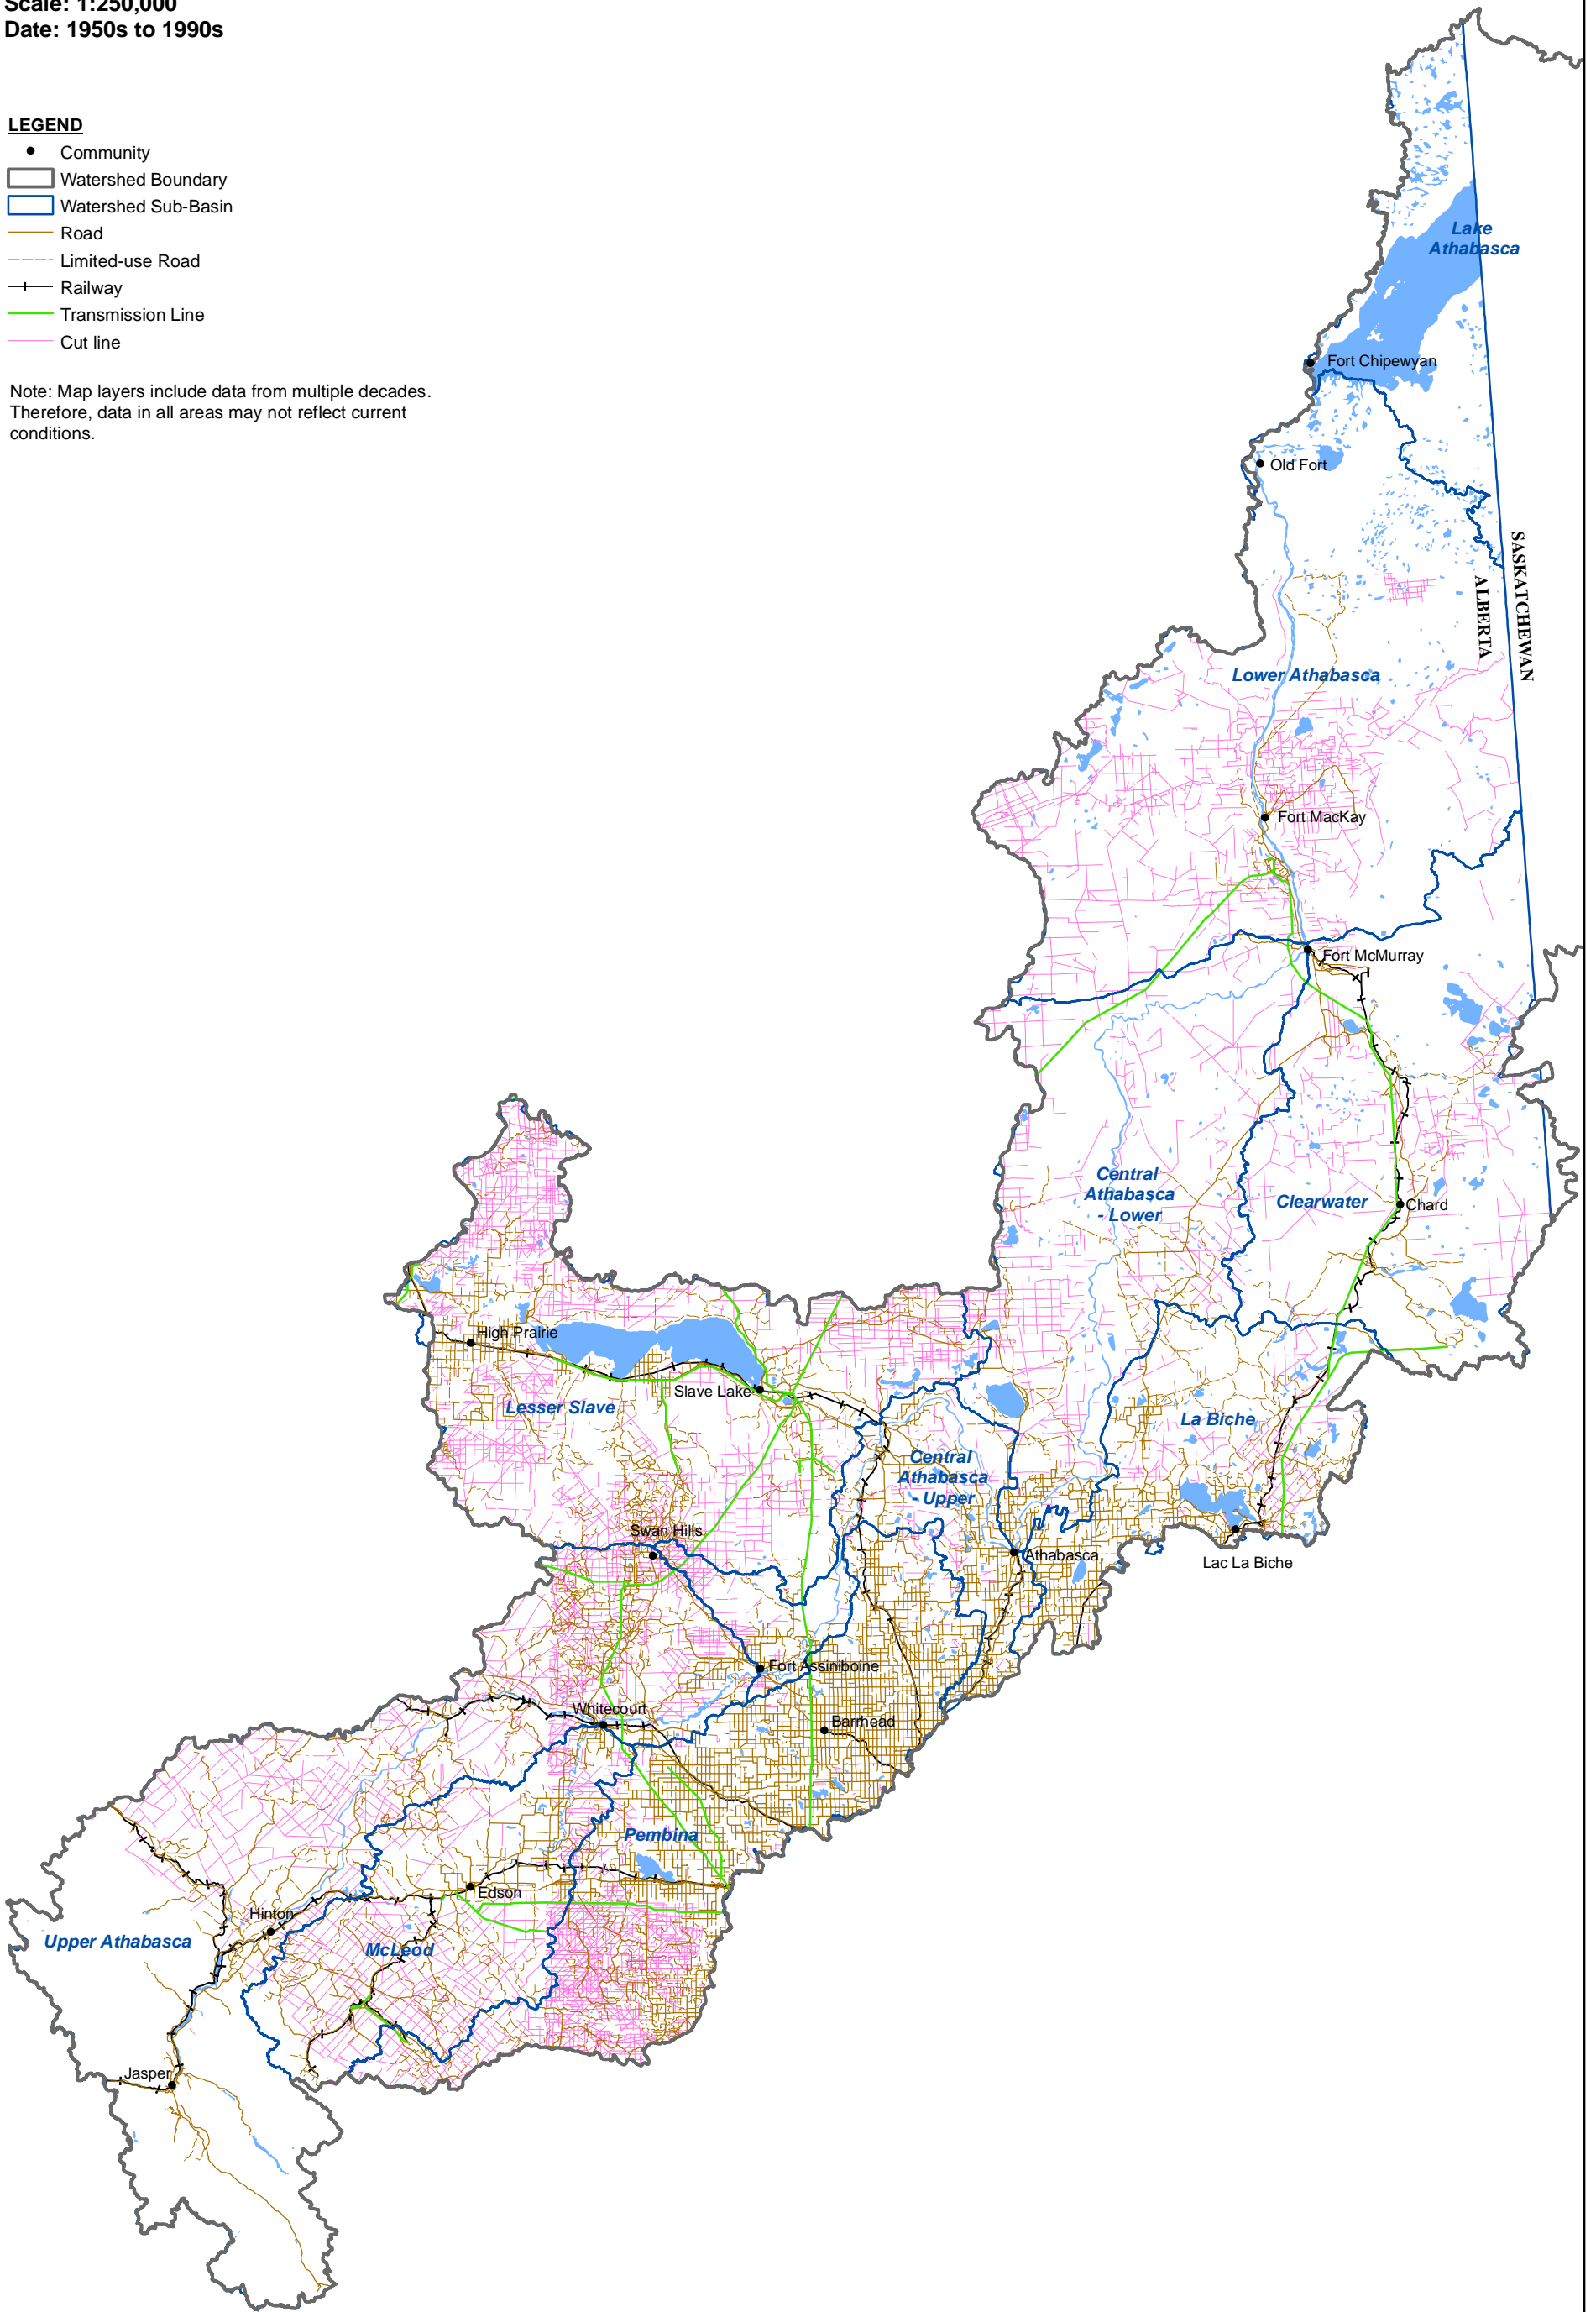 Scale: 1:250,000
Date: 1950s to 1990s
LEGEND
Community
Watershed Boundary
Watershed Sub-Basin
Road
Limited-use Road
Railway
Transmission Line
Cut line
Note: Map layers include data from multiple decades.
Therefore, data in all areas may not reflect current
conditions.
Lake
Athabasca
Fort Chipewyan
Old Fort
SASKATCHEWAN
ALBERTA
Lower Athabasca
Fort MacKay
Fort McMurray
Central
Athabasca
- Lower
Clearwater
Chard
High Prairie
Slave Lake
Lesser Slave
La Biche
Central
Athabasca
- Upper
Swan Hills
Athabasca
Lac La Biche
Fort Assiniboine
Whitecourt
Barrhead
Pembina
Edson
Hinton
Upper Athabasca
McLeod
Jasper